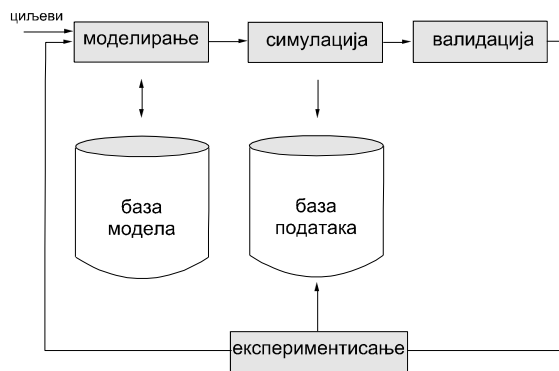 циљеви
моделирање
симулација
валидација
база
модела
база
података
експериментисање